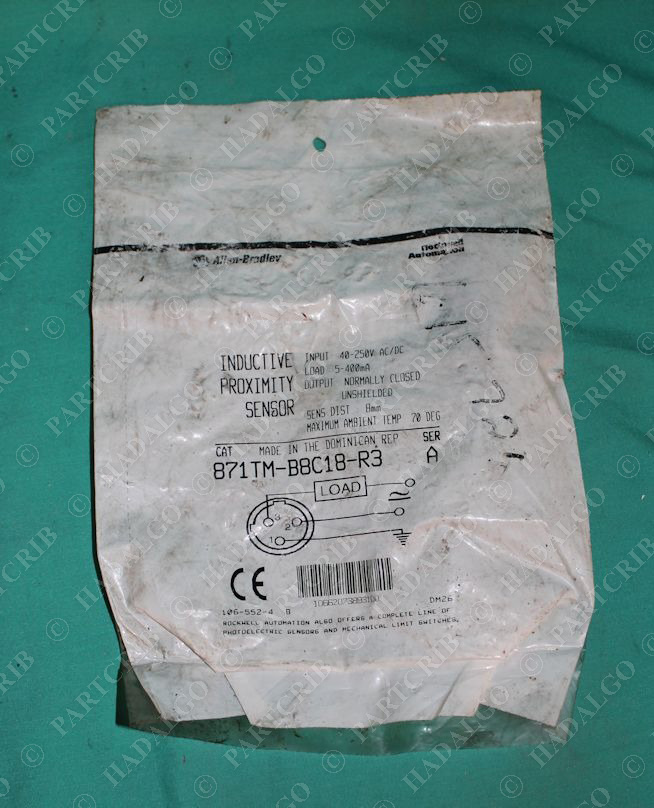 Allen-Bradley
Rockwell
Automation
INDUCTIVE
PROXIMITY
SENSOR
INPUT 40-250V AC/DC
LOAD 5-400mA
OUTPUT NORMALLY CLOSED
UNSHIELDED
SENS DIST 8mm
MAXIMUM AMBIENT TEMP 70 DEG
CAT MADE IN THE DOMINICAN REP SER
871TM-B8C18-R3 A
LOAD
3
2
1
CE
106-552-4 B
DM26
ROCKWELL AUTOMATION ALSO OFFERS A COMPLETE LINE OF
PHOTOELECTRIC SENSORS AND MECHANICAL LIMIT SWITCHES.
© PARTCRIB
© HADALGO